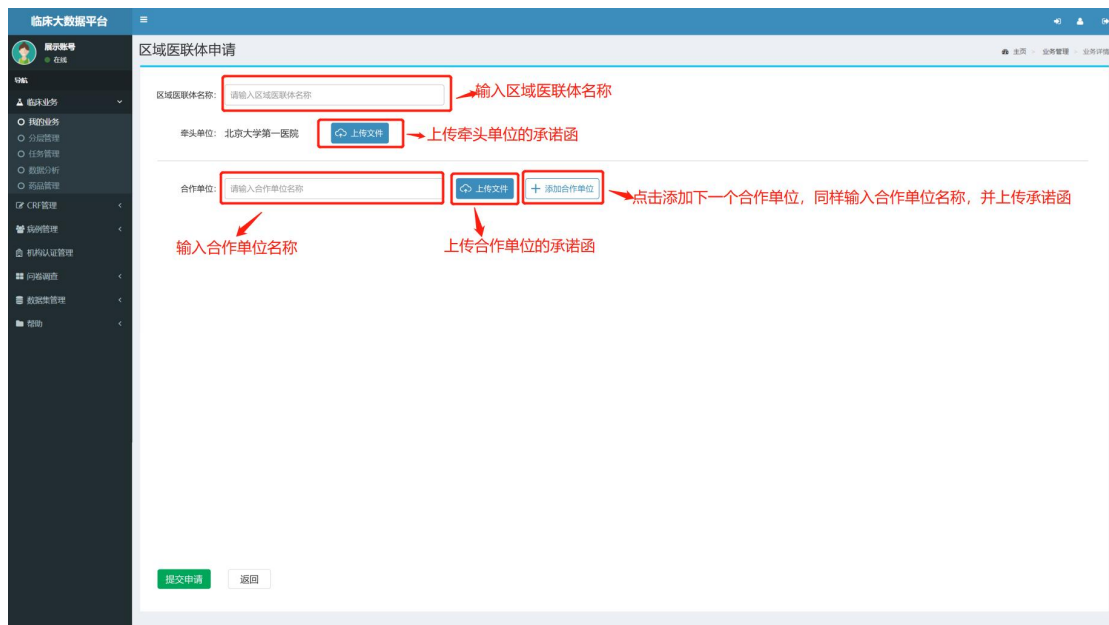 临床大数据平台
展示账号
在线
区域医联体申请
主页 > 业务管理 > 业务详情
导航
临床业务
我的业务
分层管理
任务管理
数据分析
药品管理
CRF管理
病例管理
机构认证管理
问卷调查
数据集管理
帮助
区域医联体名称: 请输入区域医联体名称 输入区域医联体名称
牵头单位: 北京大学第一医院 上传文件 上传牵头单位的承诺函
合作单位: 请输入合作单位名称 上传文件 添加合作单位 点击添加下一个合作单位，同样输入合作单位名称，并上传承诺函
输入合作单位名称 上传合作单位的承诺函
提交申请 返回